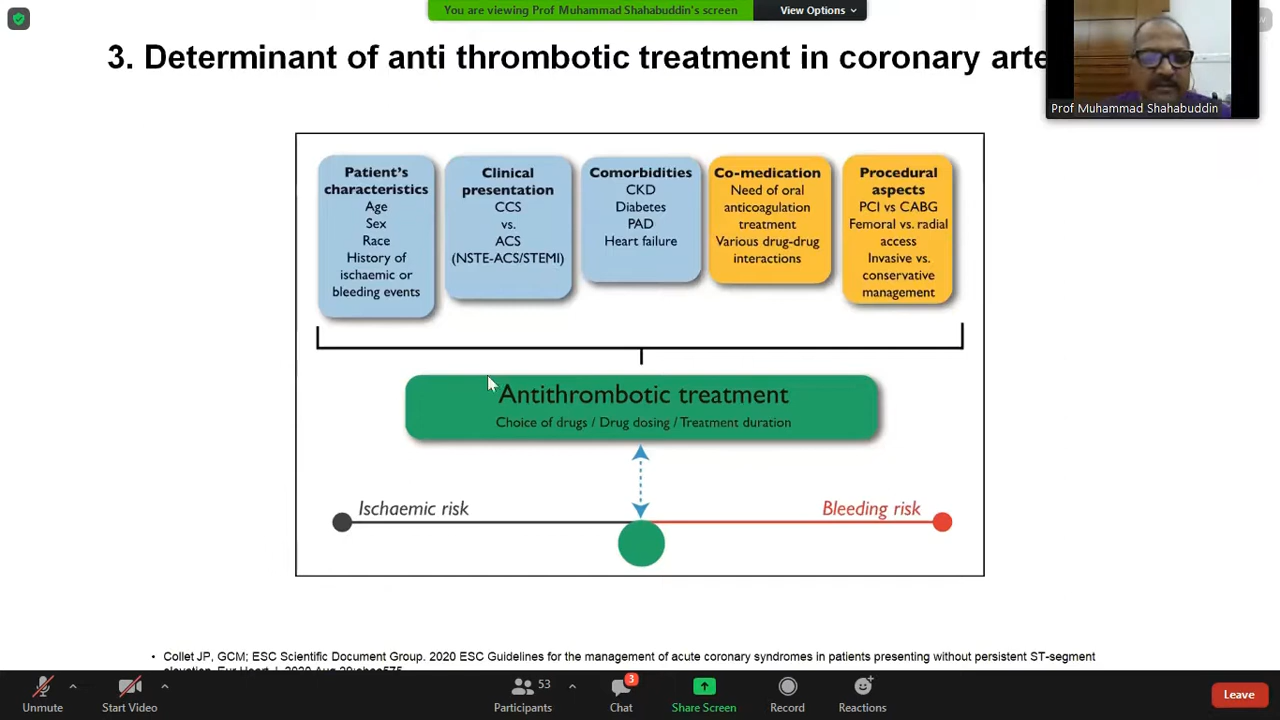 You are viewing Prof Muhammad Shahabuddin's screen
View Options
3. Determinant of anti thrombotic treatment in coronary arte
Prof Muhammad Shahabuddin
Patient's
characteristics
Age
Sex
Race
History of
ischaemic or
bleeding events
Clinical
presentation
CCS
vs.
ACS
(NSTE-ACS/STEMI)
Comorbidities
CKD
Diabetes
PAD
Heart failure
Co-medication
Need of oral
anticoagulation
treatment
Various drug-drug
interactions
Procedural
aspects
PCI vs CABG
Femoral vs. radial
access
Invasive vs.
conservative
management
Antithrombotic treatment
Choice of drugs / Drug dosing / Treatment duration
Ischaemic risk
Bleeding risk
• Collet JP, GCM; ESC Scientific Document Group. 2020 ESC Guidelines for the management of acute coronary syndromes in patients presenting without persistent ST-segment
Unmute
Start Video
53
Participants
3
Chat
Share Screen
Record
Reactions
Leave